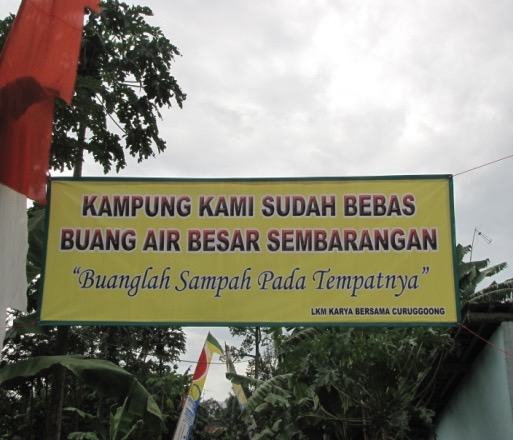 KAMPUNG KAMI SUDAH BEBAS
BUANG AIR BESAR SEMBARANGAN
“Buanglah Sampah Pada Tempatnya”
LKM KARYA BERSAMA CURUGGOONG